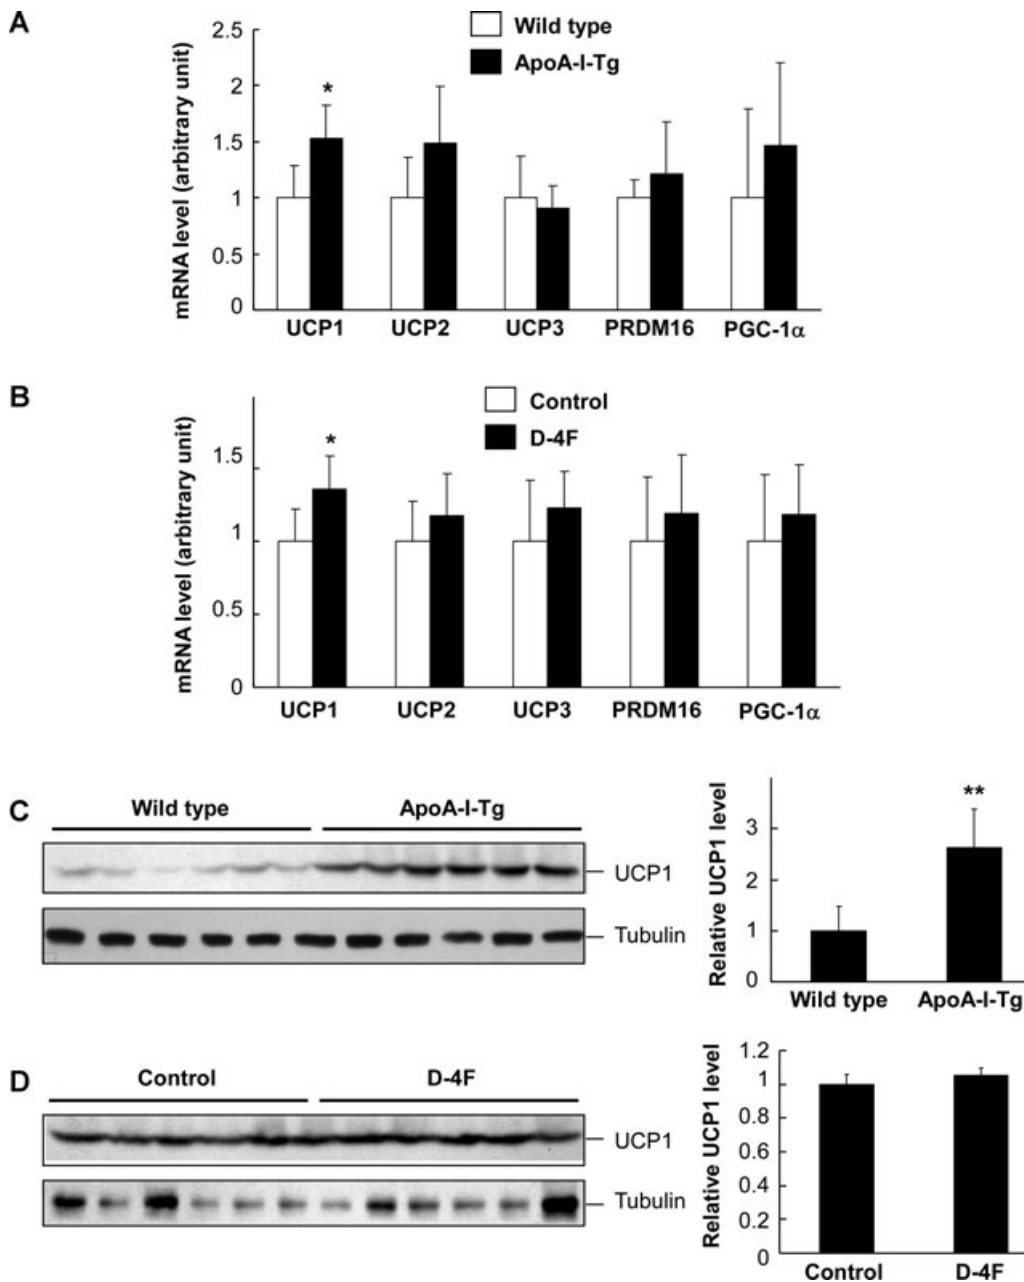 A
Wild type
ApoA-I-Tg
mRNA level (arbitrary unit)
2.5
2
1.5
1
0.5
0
*
UCP1 UCP2 UCP3 PRDM16 PGC-1α
B
Control
D-4F
mRNA level (arbitrary unit)
1.5
1
0.5
0
*
UCP1 UCP2 UCP3 PRDM16 PGC-1α
C
Wild type ApoA-I-Tg
UCP1
Tubulin
Relative UCP1 level
3
2
1
0
**
Wild type ApoA-I-Tg
D
Control D-4F
UCP1
Tubulin
Relative UCP1 level
1.2
1
0.8
0.6
0.4
0.2
0
Control D-4F